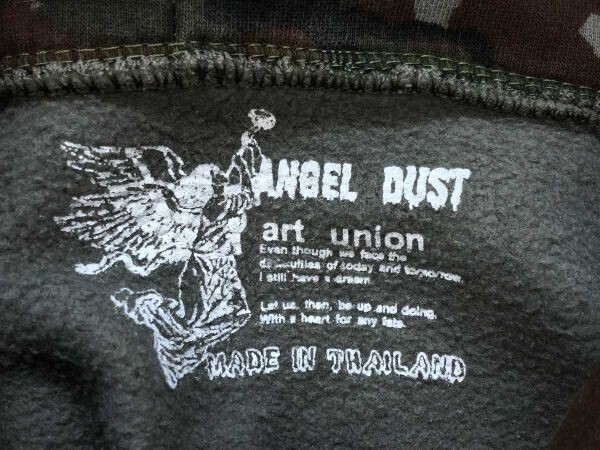 ANGEL DUST
art union
Even though we face the
difficulties of today and tomorrow,
I still have a dream.
Let us, then, be up and doing,
With a heart for any fate.
MADE IN THAILAND